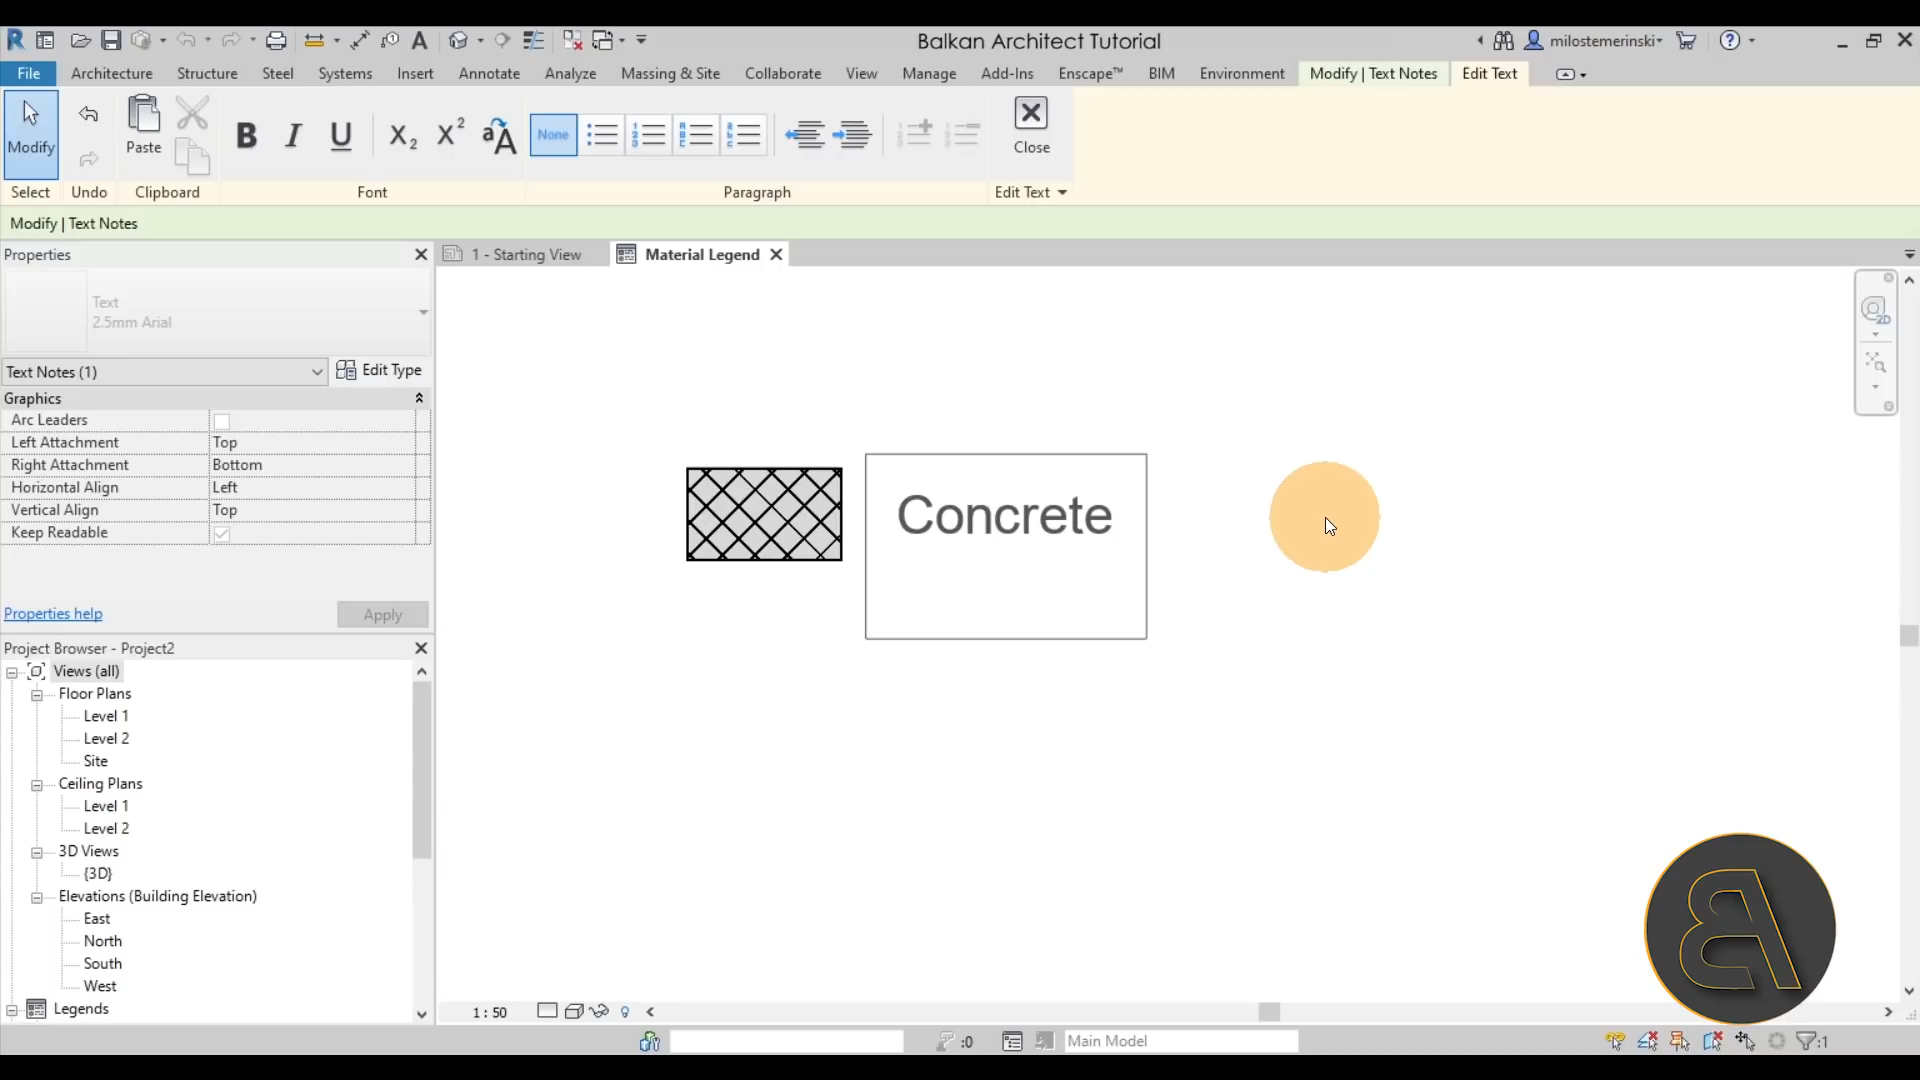 Balkan Architect Tutorial
milostemerinski
File Architecture Structure Steel Systems Insert Annotate Analyze Massing & Site Collaborate View Manage Add-Ins Enscape™ BIM Environment Modify | Text Notes Edit Text
Modify
Paste
B I U X₂ X² aA
None
Close
Select Undo Clipboard Font Paragraph Edit Text
Modify | Text Notes
Properties
1 - Starting View
Material Legend
Text
2.5mm Arial
Text Notes (1)
Edit Type
Graphics
Arc Leaders
Left Attachment Top
Right Attachment Bottom
Horizontal Align Left
Vertical Align Top
Keep Readable
Concrete
2D
Properties help
Apply
Project Browser - Project2
Views (all)
Floor Plans
Level 1
Level 2
Site
Ceiling Plans
Level 1
Level 2
3D Views
{3D}
Elevations (Building Elevation)
East
North
South
West
Legends
1 : 50
:0
Main Model
:1